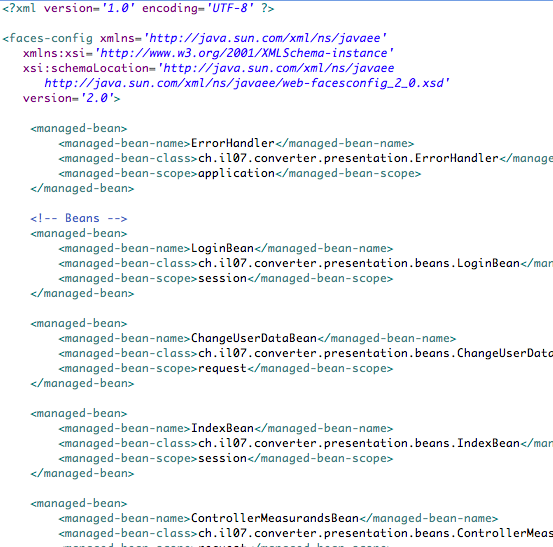 <?xml version='1.0' encoding='UTF-8' ?>
<faces-config xmlns='http://java.sun.com/xml/ns/javaee'
xmlns:xsi='http://www.w3.org/2001/XMLSchema-instance'
xsi:schemaLocation='http://java.sun.com/xml/ns/javaee
http://java.sun.com/xml/ns/javaee/web-facesconfig_2_0.xsd'
version='2.0'>
<managed-bean>
<managed-bean-name>ErrorHandler</managed-bean-name>
<managed-bean-class>ch.il07.converter.presentation.ErrorHandler</manage
<managed-bean-scope>application</managed-bean-scope>
</managed-bean>
<!-- Beans -->
<managed-bean>
<managed-bean-name>LoginBean</managed-bean-name>
<managed-bean-class>ch.il07.converter.presentation.beans.LoginBean</man
<managed-bean-scope>session</managed-bean-scope>
</managed-bean>
<managed-bean>
<managed-bean-name>ChangeUserDataBean</managed-bean-name>
<managed-bean-class>ch.il07.converter.presentation.beans.ChangeUserData
<managed-bean-scope>request</managed-bean-scope>
</managed-bean>
<managed-bean>
<managed-bean-name>IndexBean</managed-bean-name>
<managed-bean-class>ch.il07.converter.presentation.beans.IndexBean</man
<managed-bean-scope>session</managed-bean-scope>
</managed-bean>
<managed-bean>
<managed-bean-name>ControllerMeasurandsBean</managed-bean-name>
<managed-bean-class>ch.il07.converter.presentation.beans.ControllerMeas
<managed-bean-scope>request</managed-bean-scope>